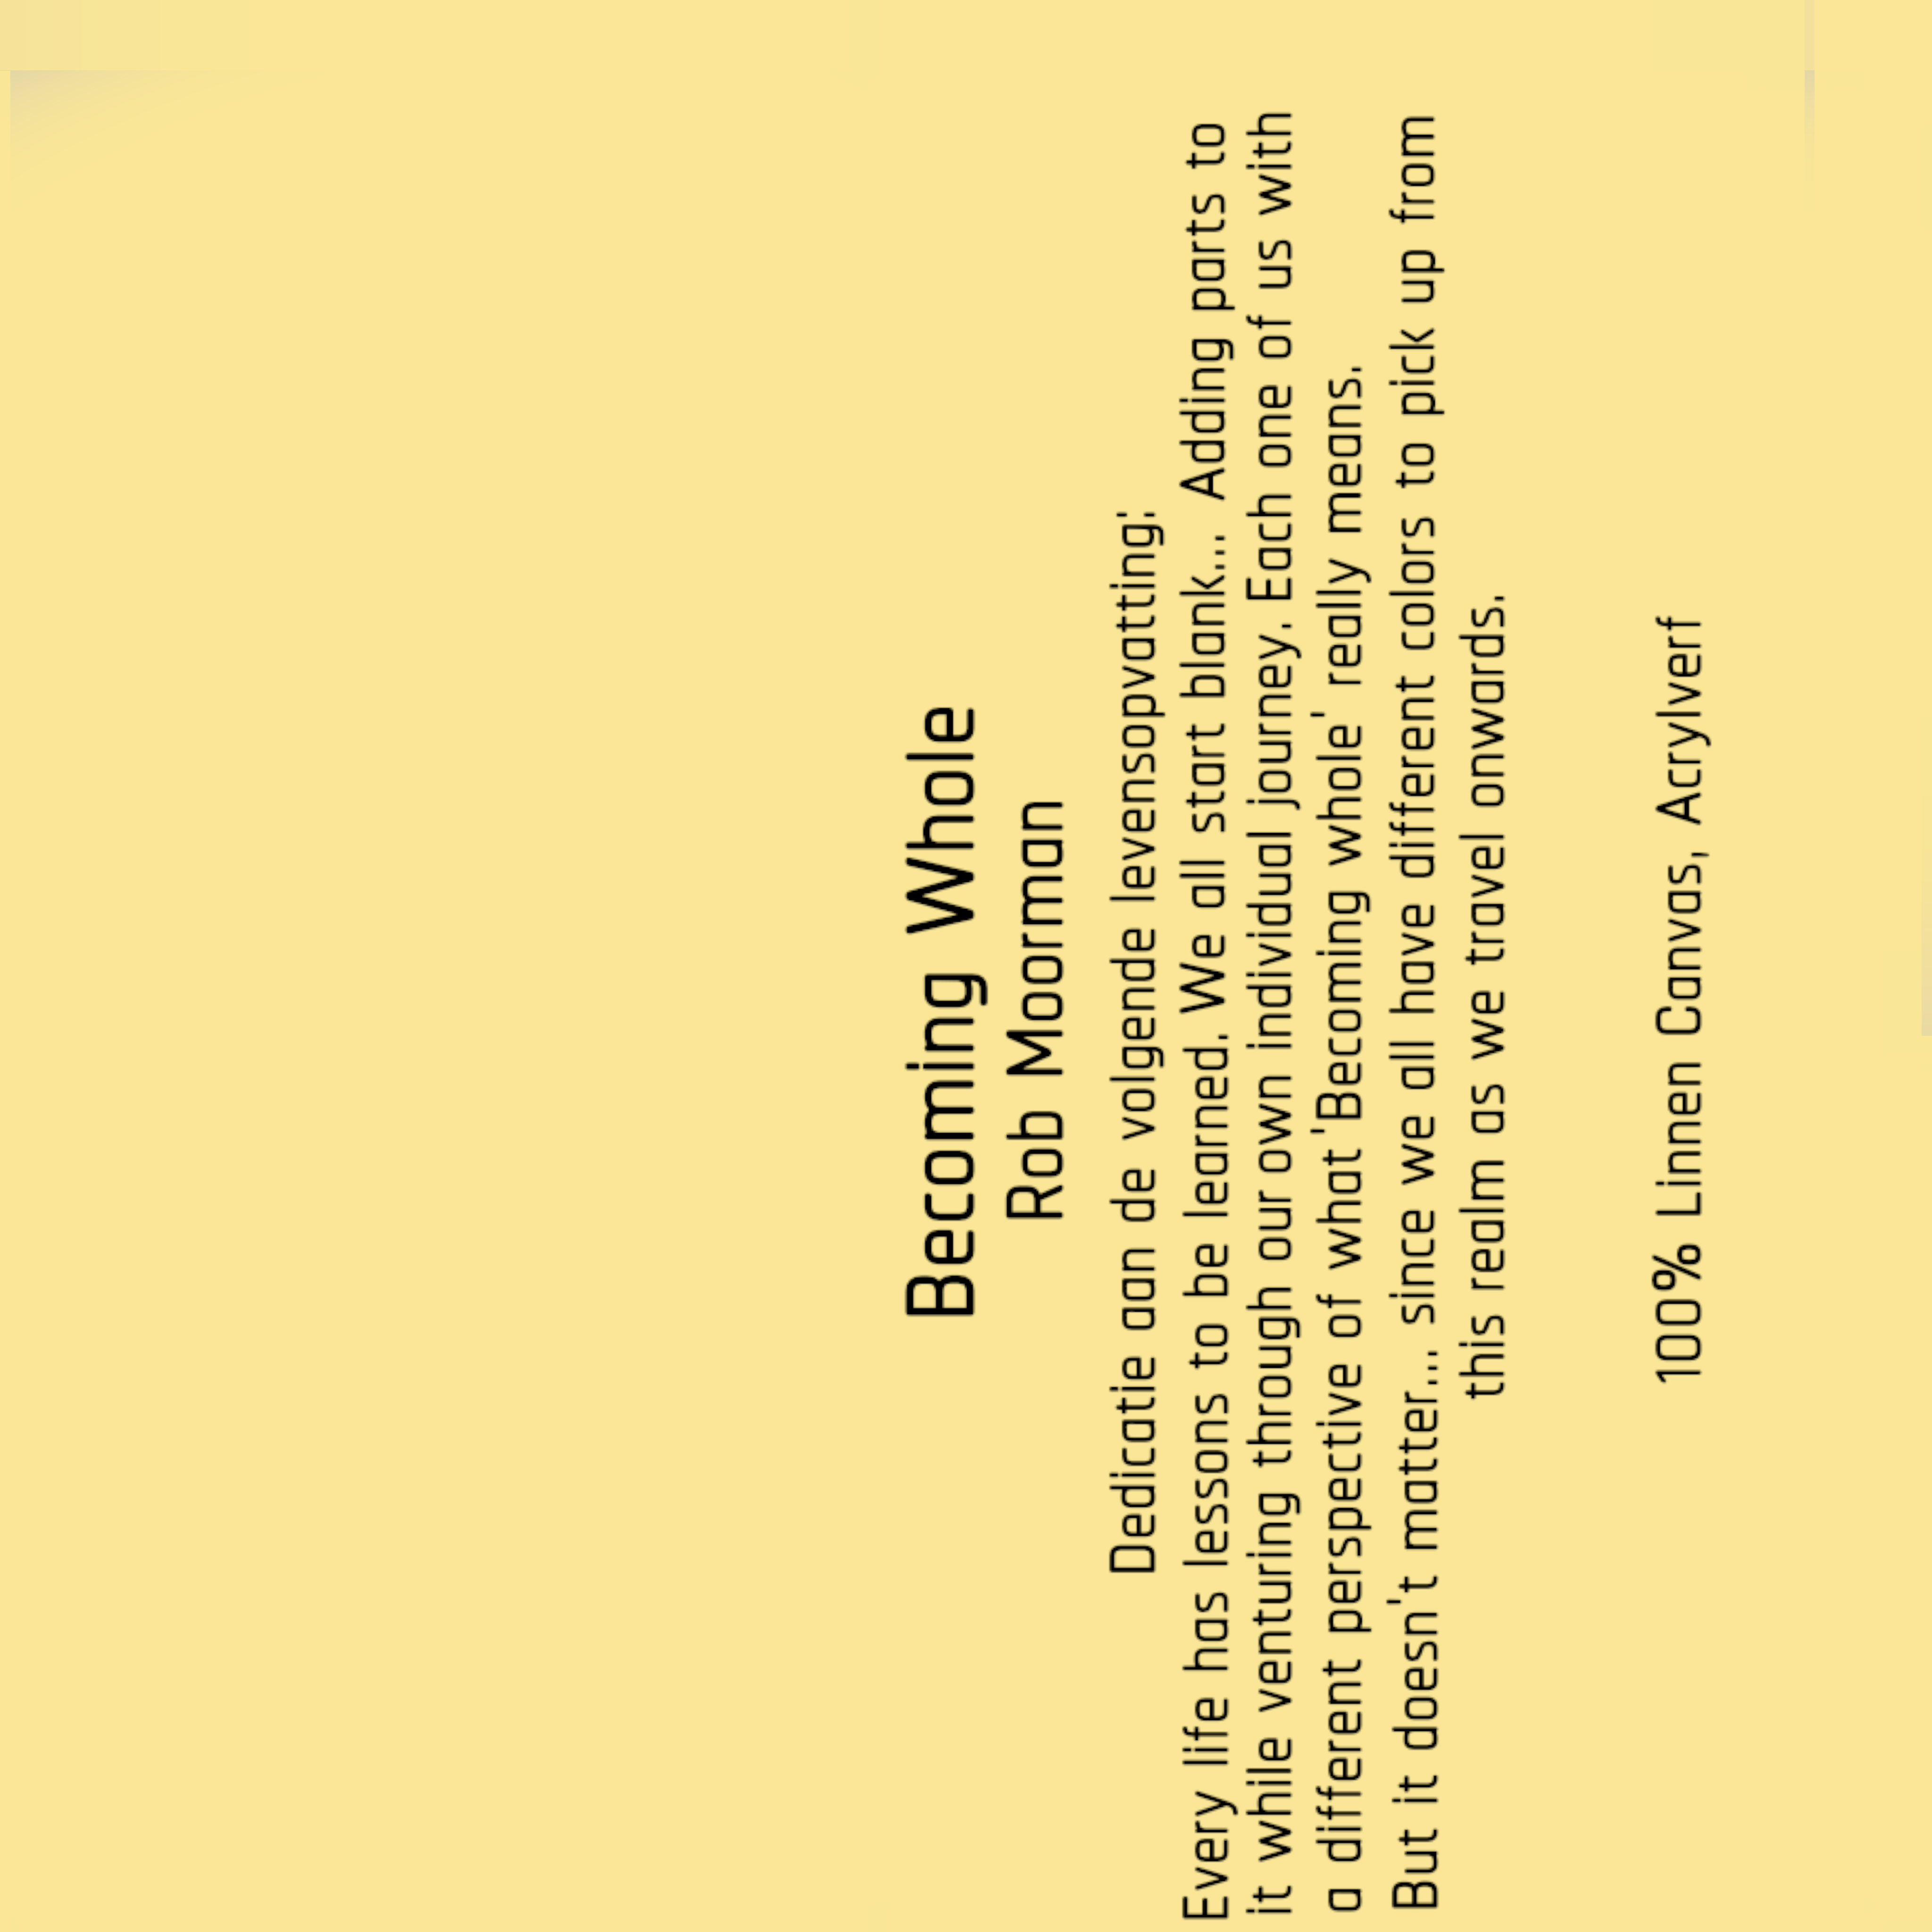 Becoming Whole
Rob Moorman
Dedicatie aan de volgende levensopvatting:
Every life has lessons to be learned. We all start blank... Adding parts to
it while venturing through our own individual journey. Each one of us with
a different perspective of what 'Becoming whole' really means.
But it doesn't matter... since we all have different colors to pick up from
this realm as we travel onwards.
100% Linnen Canvas, Acrylverf